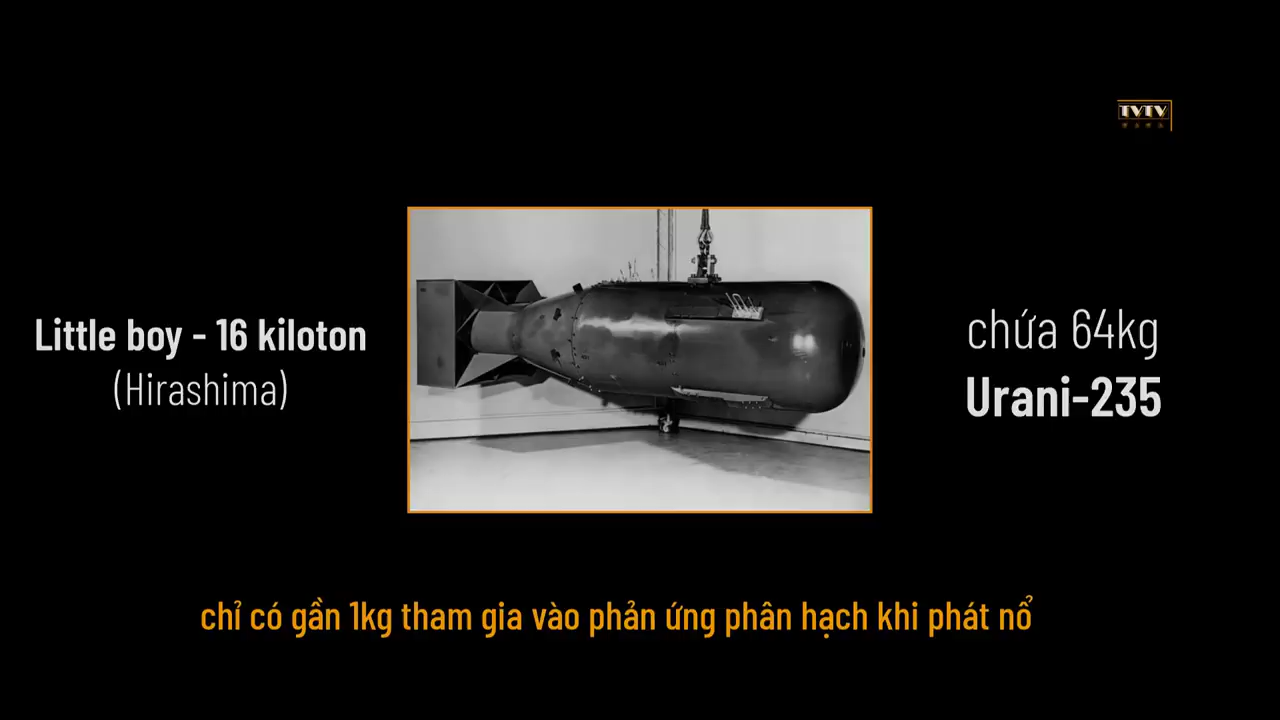 TVTV
Little boy - 16 kiloton
(Hirashima)
chứa 64kg
Urani-235
chỉ có gần 1kg tham gia vào phản ứng phân hạch khi phát nổ